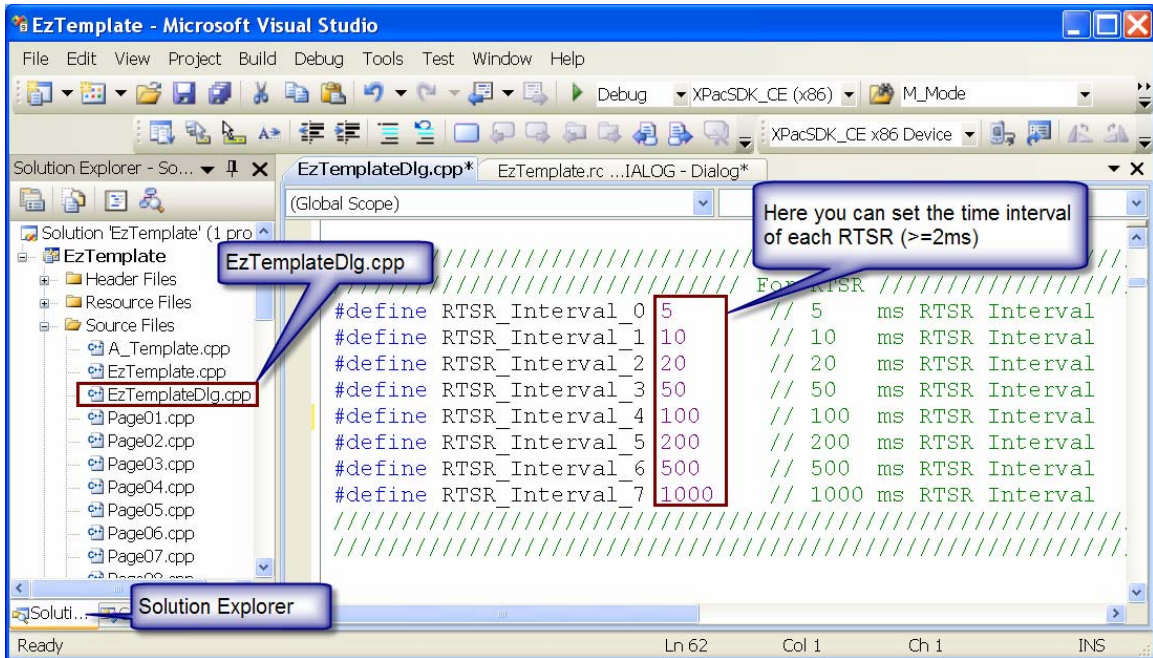 EzTemplate - Microsoft Visual Studio
File Edit View Project Build Debug Tools Test Window Help
Debug XPacSDK_CE (x86) M_Mode
XPacSDK_CE x86 Device
Solution Explorer - So...
EzTemplateDlg.cpp* EzTemplate.rc ...IALOG - Dialog*
(Global Scope)
Here you can set the time interval
of each RTSR (>=2ms)
Solution 'EzTemplate' (1 pro
EzTemplate
Header Files
Resource Files
Source Files
A_Template.cpp
EzTemplate.cpp
EzTemplateDlg.cpp
Page01.cpp
Page02.cpp
Page03.cpp
Page04.cpp
Page05.cpp
Page06.cpp
Page07.cpp
EzTemplateDlg.cpp
For RTSR
#define RTSR_Interval_0 5 // 5 ms RTSR Interval
#define RTSR_Interval_1 10 // 10 ms RTSR Interval
#define RTSR_Interval_2 20 // 20 ms RTSR Interval
#define RTSR_Interval_3 50 // 50 ms RTSR Interval
#define RTSR_Interval_4 100 // 100 ms RTSR Interval
#define RTSR_Interval_5 200 // 200 ms RTSR Interval
#define RTSR_Interval_6 500 // 500 ms RTSR Interval
#define RTSR_Interval_7 1000 // 1000 ms RTSR Interval
Soluti...
Solution Explorer
Ready Ln 62 Col 1 Ch 1 INS